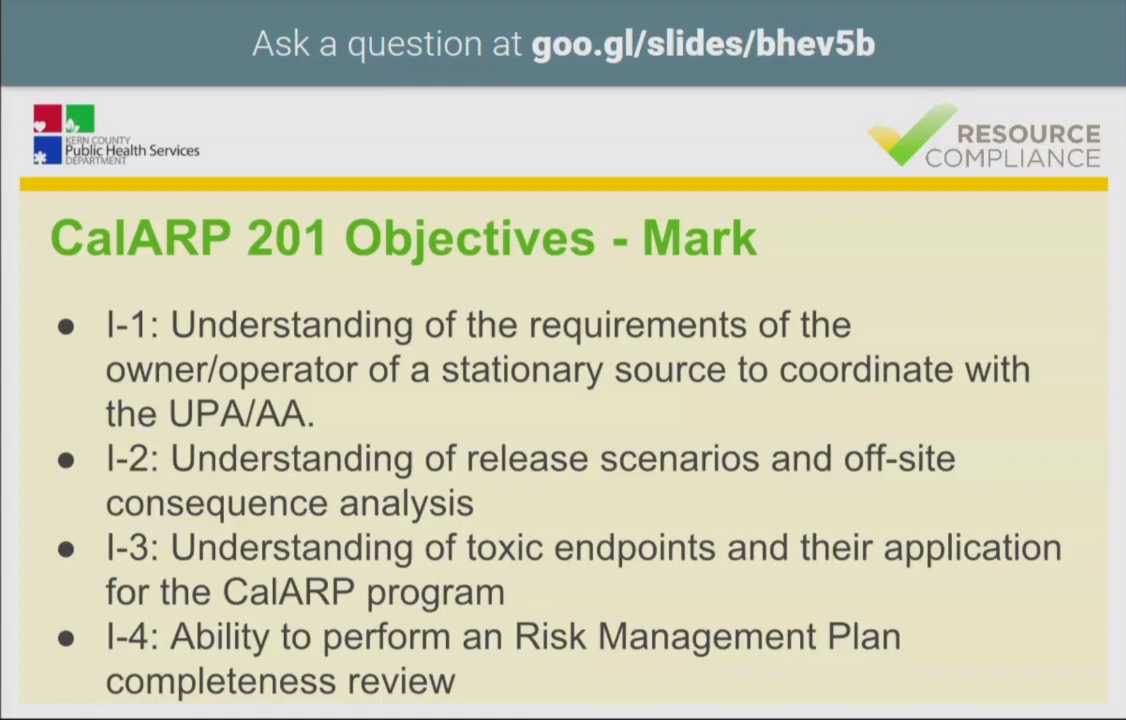 Ask a question at goo.gl/slides/bhev5b
KERN COUNTY
Public Health Services
DEPARTMENT
RESOURCE
COMPLIANCE
CalARP 201 Objectives - Mark
● I-1: Understanding of the requirements of the
owner/operator of a stationary source to coordinate with
the UPA/AA.
● I-2: Understanding of release scenarios and off-site
consequence analysis
● I-3: Understanding of toxic endpoints and their application
for the CalARP program
● I-4: Ability to perform an Risk Management Plan
completeness review